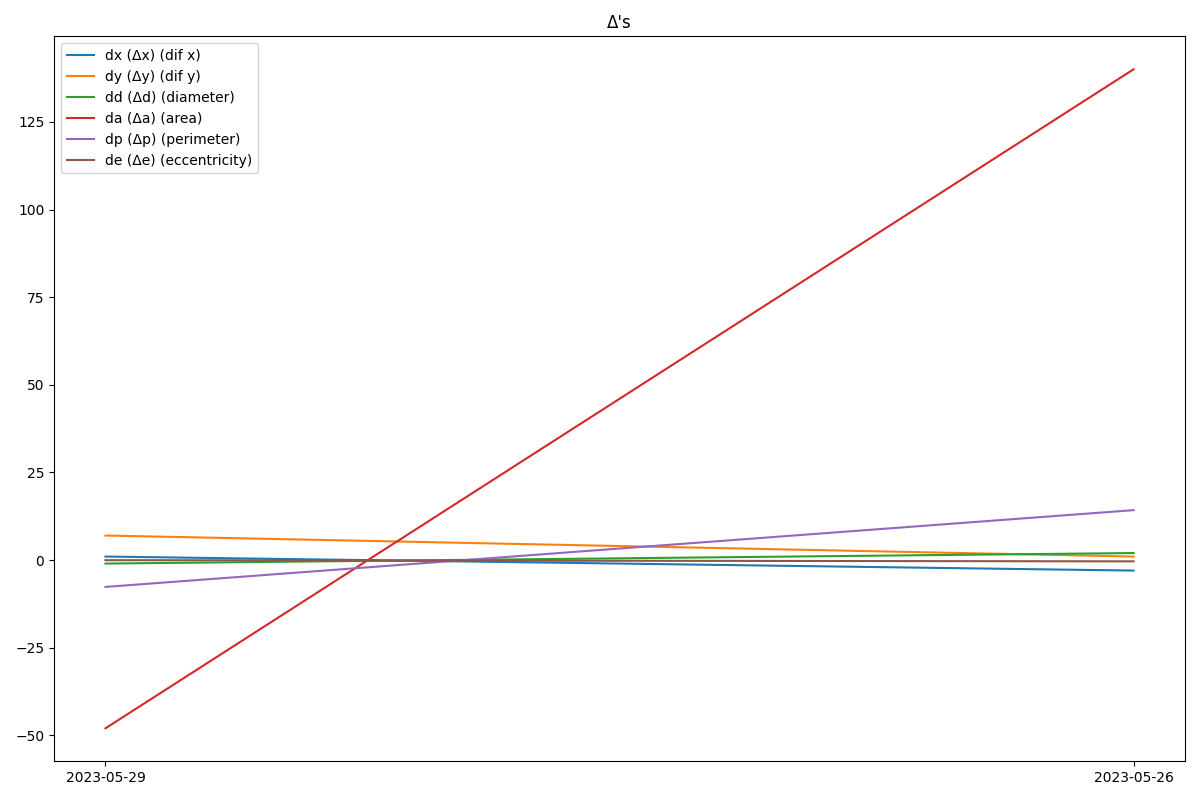 Δ's
dx (Δx) (dif x)
dy (Δy) (dif y)
dd (Δd) (diameter)
da (Δa) (area)
dp (Δp) (perimeter)
de (Δe) (eccentricity)
125
100
75
50
25
0
−25
−50
2023-05-29
2023-05-26